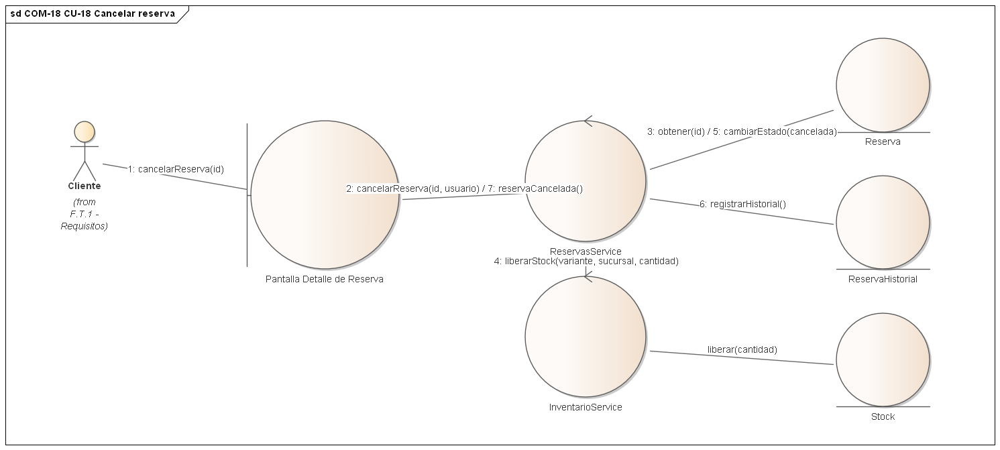 sd COM-18 CU-18 Cancelar reserva
Reserva
3: obtener(id) / 5: cambiarEstado(cancelada)
1: cancelarReserva(id)
Cliente
(from
F.T.1 -
Requisitos)
2: cancelarReserva(id, usuario) / 7: reservaCancelada()
6: registrarHistorial()
ReservasService
4: liberarStock(variante, sucursal, cantidad)
Pantalla Detalle de Reserva
ReservaHistorial
liberar(cantidad)
InventarioService
Stock